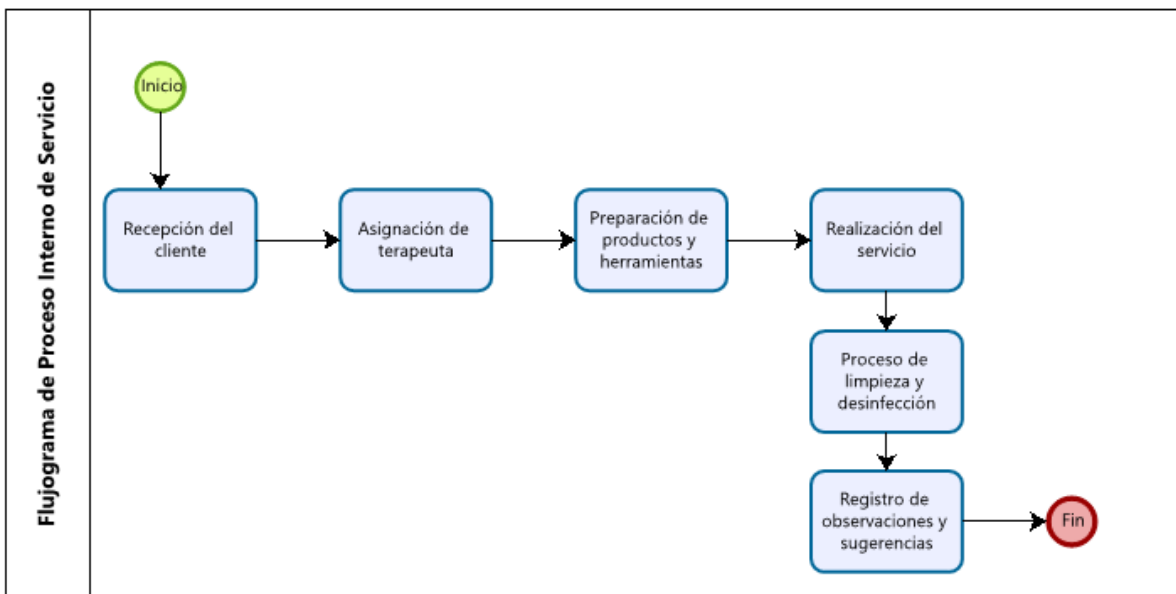 Flujograma de Proceso Interno de Servicio
Inicio
Recepción del
cliente
Asignación de
terapeuta
Preparación de
productos y
herramientas
Realización del
servicio
Proceso de
limpieza y
desinfección
Registro de
observaciones y
sugerencias
Fin